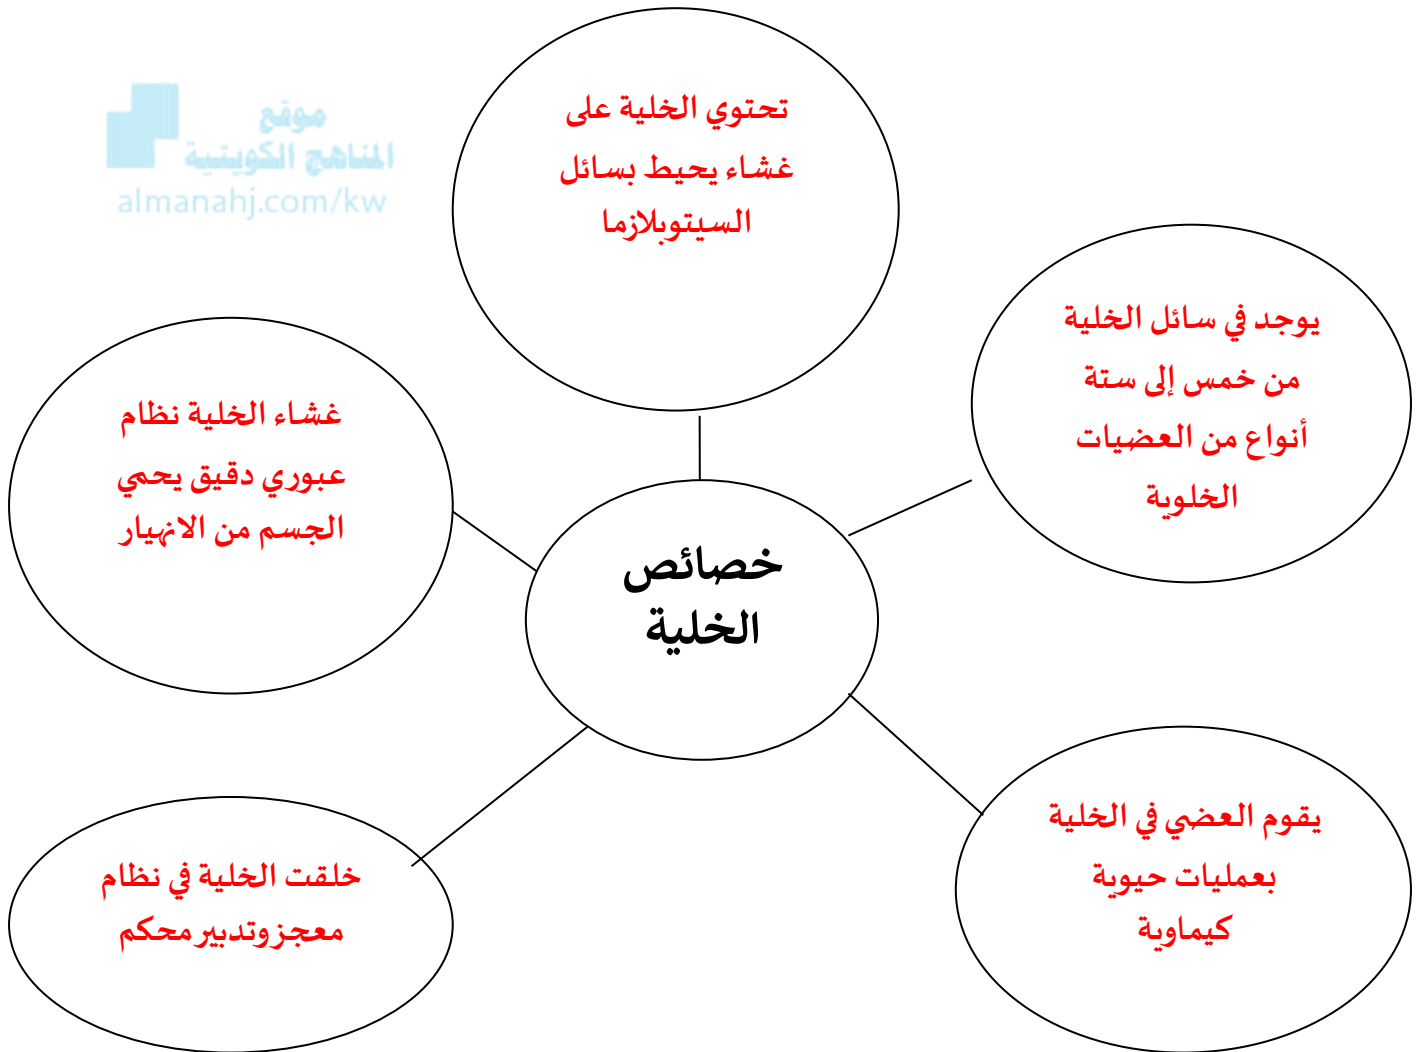 موقع
المناهج الكويتية
almanahj.com/kw
تحتوي الخلية على
غشاء يحيط بسائل
السيتوبلازما
يوجد في سائل الخلية
من خمس إلى ستة
أنواع من العضيات
الخلوية
غشاء الخلية نظام
عبوري دقيق يحمي
الجسم من الانهيار
خصائص
الخلية
يقوم العضي في الخلية
بعمليات حيوية
كيماوية
خلقت الخلية في نظام
معجز وتدبير محكم